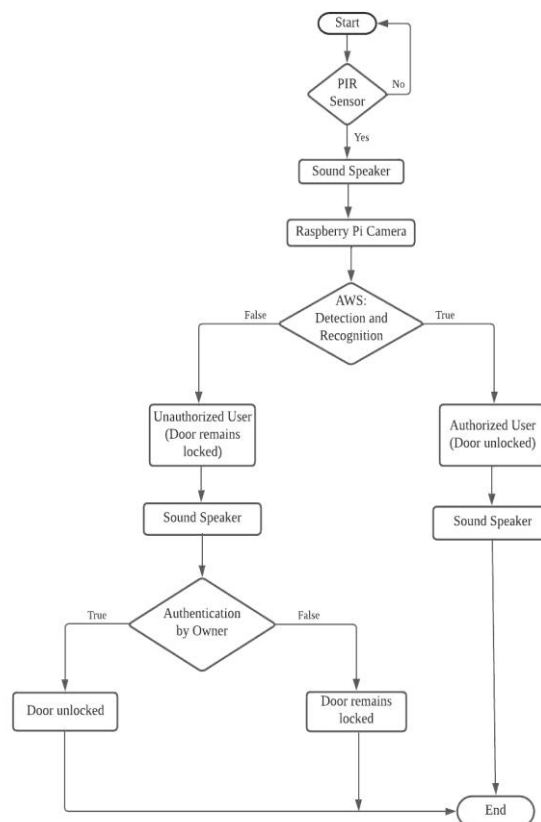 Start
PIR
Sensor
No
Yes
Sound Speaker
Raspberry Pi Camera
AWS:
Detection and
Recognition
False
True
Unauthorized User
(Door remains
locked)
Authorized User
(Door unlocked)
Sound Speaker
Sound Speaker
Authentication
by Owner
True
False
Door unlocked
Door remains
locked
End